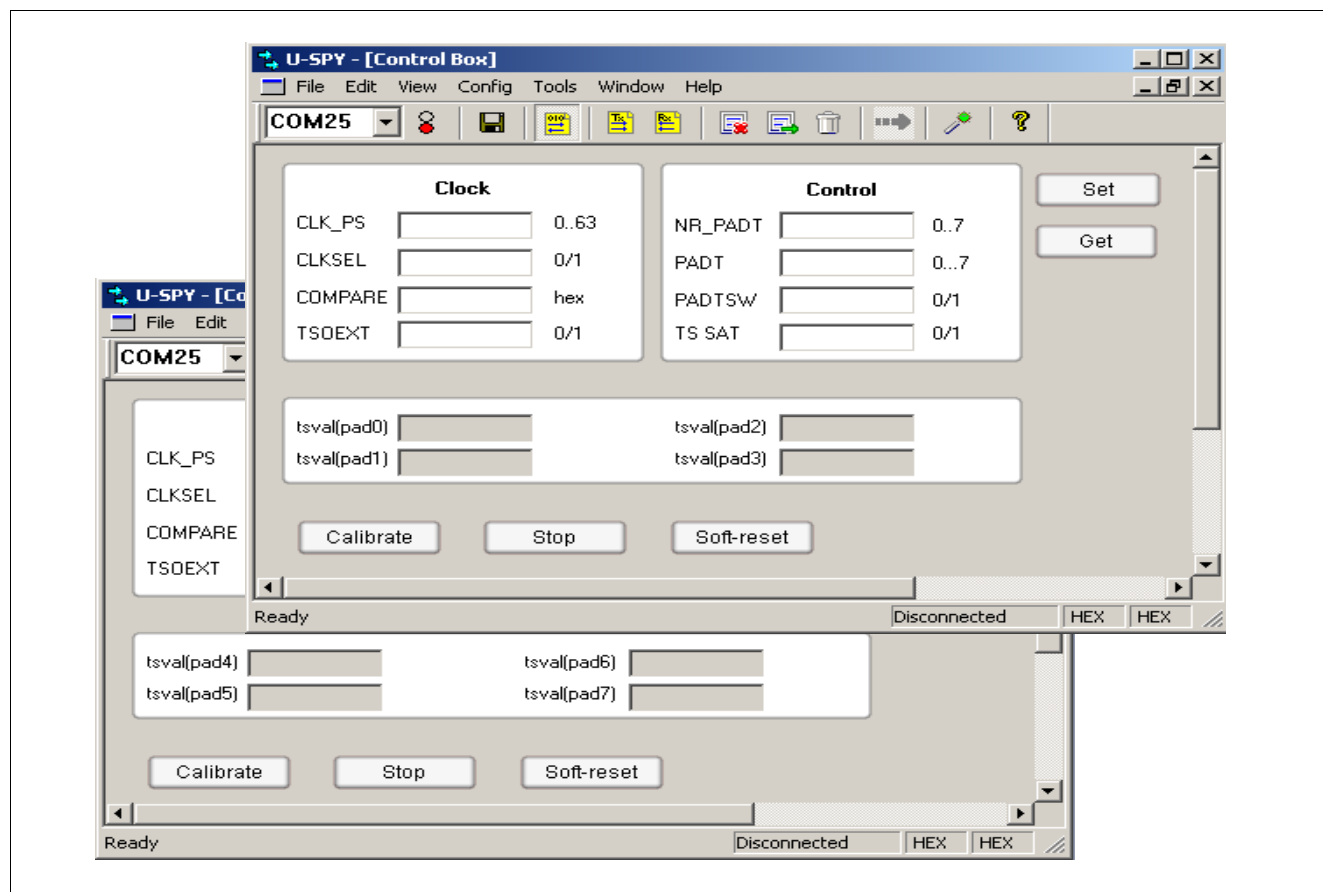 U-SPY - [Control Box]
File Edit View Config Tools Window Help
COM25
Clock
CLK_PS 0..63
CLKSEL 0/1
COMPARE hex
TSOEXT 0/1
Control
NR_PADT 0..7
PADT 0...7
PADTSW 0/1
TS SAT 0/1
Set
Get
tsval(pad0) tsval(pad2)
tsval(pad1) tsval(pad3)
Calibrate Stop Soft-reset
Ready Disconnected HEX HEX
U-SPY - [Co
File Edit
COM25
CLK_PS
CLKSEL
COMPARE
TSOEXT
tsval(pad4) tsval(pad6)
tsval(pad5) tsval(pad7)
Calibrate Stop Soft-reset
Ready Disconnected HEX HEX